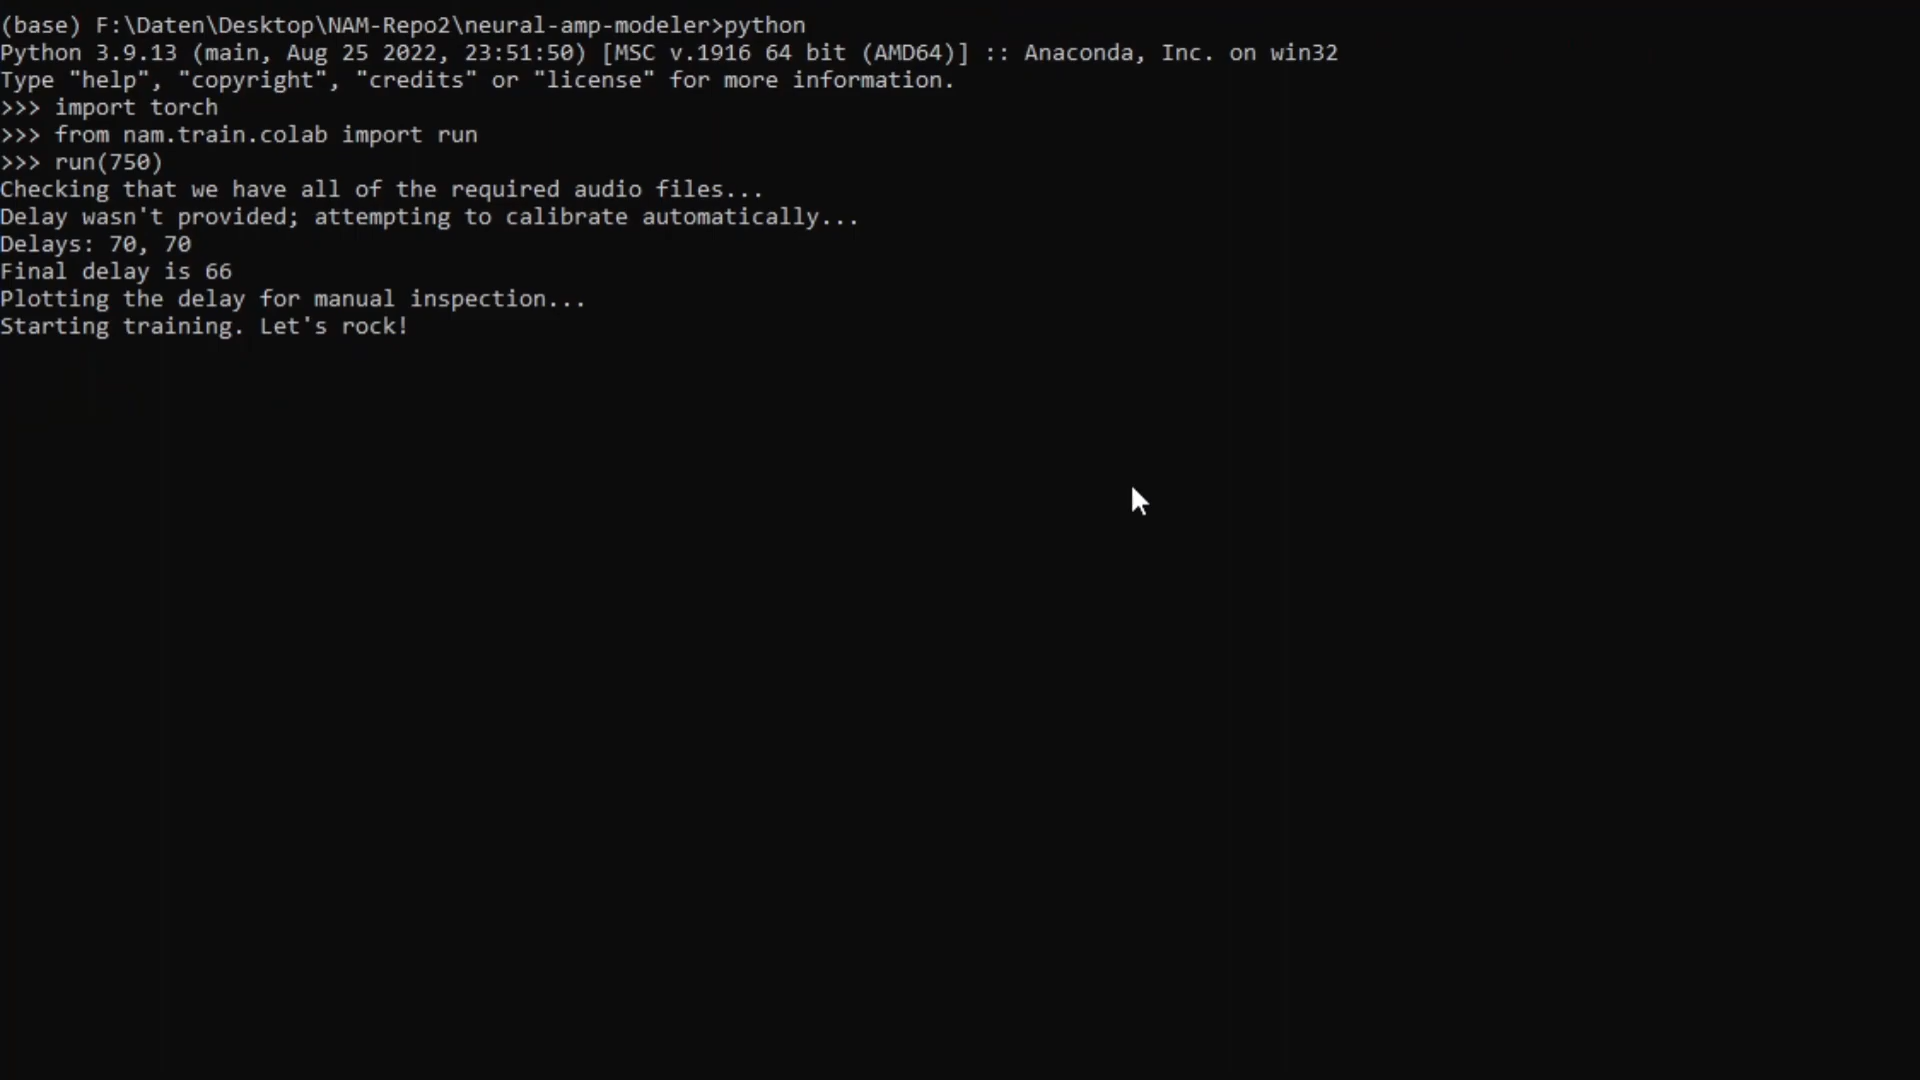 (base) F:\Daten\Desktop\NAM-Repo2\neural-amp-modeler>python
Python 3.9.13 (main, Aug 25 2022, 23:51:50) [MSC v.1916 64 bit (AMD64)] :: Anaconda, Inc. on win32
Type "help", "copyright", "credits" or "license" for more information.
>>> import torch
>>> from nam.train.colab import run
>>> run(750)
Checking that we have all of the required audio files...
Delay wasn't provided; attempting to calibrate automatically...
Delays: 70, 70
Final delay is 66
Plotting the delay for manual inspection...
Starting training. Let's rock!